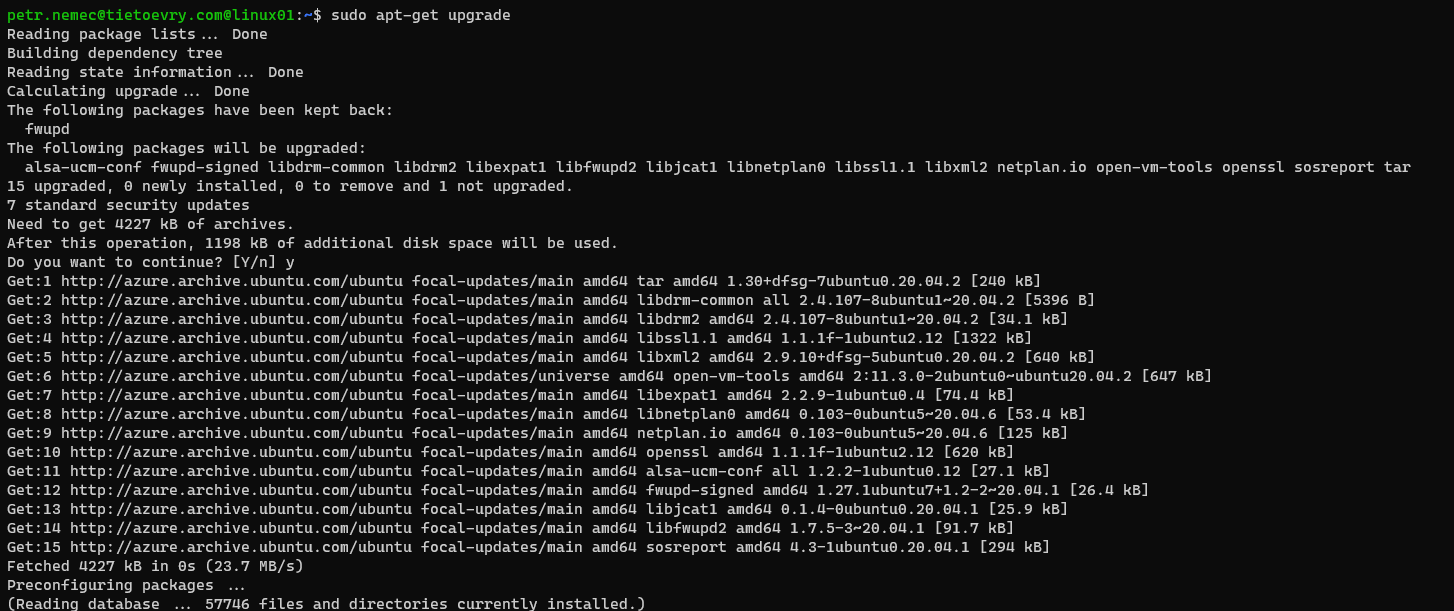 petr.nemec@tietoevry.com@linux01:~$ sudo apt-get upgrade
Reading package lists... Done
Building dependency tree
Reading state information... Done
Calculating upgrade... Done
The following packages have been kept back:
  fwupd
The following packages will be upgraded:
  alsa-ucm-conf fwupd-signed libdrm-common libdrm2 libexpat1 libfwupd2 libjcat1 libnetplan0 libssl1.1 libxml2 netplan.io open-vm-tools openssl sosreport tar
15 upgraded, 0 newly installed, 0 to remove and 1 not upgraded.
7 standard security updates
Need to get 4227 kB of archives.
After this operation, 1198 kB of additional disk space will be used.
Do you want to continue? [Y/n] y
Get:1 http://azure.archive.ubuntu.com/ubuntu focal-updates/main amd64 tar amd64 1.30+dfsg-7ubuntu0.20.04.2 [240 kB]
Get:2 http://azure.archive.ubuntu.com/ubuntu focal-updates/main amd64 libdrm-common all 2.4.107-8ubuntu1~20.04.2 [5396 B]
Get:3 http://azure.archive.ubuntu.com/ubuntu focal-updates/main amd64 libdrm2 amd64 2.4.107-8ubuntu1~20.04.2 [34.1 kB]
Get:4 http://azure.archive.ubuntu.com/ubuntu focal-updates/main amd64 libssl1.1 amd64 1.1.1f-1ubuntu2.12 [1322 kB]
Get:5 http://azure.archive.ubuntu.com/ubuntu focal-updates/main amd64 libxml2 amd64 2.9.10+dfsg-5ubuntu0.20.04.2 [640 kB]
Get:6 http://azure.archive.ubuntu.com/ubuntu focal-updates/universe amd64 open-vm-tools amd64 2:11.3.0-2ubuntu0~ubuntu20.04.2 [647 kB]
Get:7 http://azure.archive.ubuntu.com/ubuntu focal-updates/main amd64 libexpat1 amd64 2.2.9-1ubuntu0.4 [74.4 kB]
Get:8 http://azure.archive.ubuntu.com/ubuntu focal-updates/main amd64 libnetplan0 amd64 0.103-0ubuntu5~20.04.6 [53.4 kB]
Get:9 http://azure.archive.ubuntu.com/ubuntu focal-updates/main amd64 netplan.io amd64 0.103-0ubuntu5~20.04.6 [125 kB]
Get:10 http://azure.archive.ubuntu.com/ubuntu focal-updates/main amd64 openssl amd64 1.1.1f-1ubuntu2.12 [620 kB]
Get:11 http://azure.archive.ubuntu.com/ubuntu focal-updates/main amd64 alsa-ucm-conf all 1.2.2-1ubuntu0.12 [27.1 kB]
Get:12 http://azure.archive.ubuntu.com/ubuntu focal-updates/main amd64 fwupd-signed amd64 1.27.1ubuntu7+1.2-2~20.04.1 [26.4 kB]
Get:13 http://azure.archive.ubuntu.com/ubuntu focal-updates/main amd64 libjcat1 amd64 0.1.4-0ubuntu0.20.04.1 [25.9 kB]
Get:14 http://azure.archive.ubuntu.com/ubuntu focal-updates/main amd64 libfwupd2 amd64 1.7.5-3~20.04.1 [91.7 kB]
Get:15 http://azure.archive.ubuntu.com/ubuntu focal-updates/main amd64 sosreport amd64 4.3-1ubuntu0.20.04.1 [294 kB]
Fetched 4227 kB in 0s (23.7 MB/s)
Preconfiguring packages ...
(Reading database ... 57746 files and directories currently installed.)